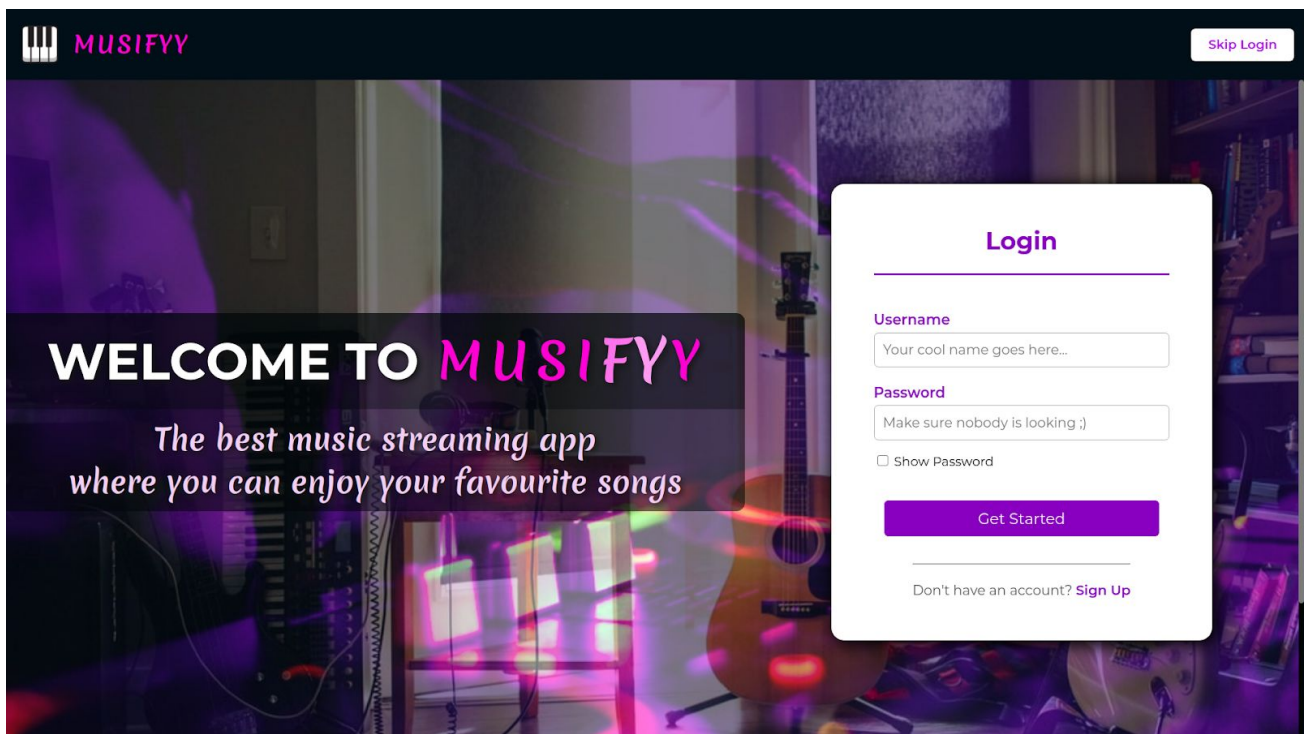 MUSIFYY
Skip Login
WELCOME TO MUSIFYY
The best music streaming app
where you can enjoy your favourite songs
Login
Username
Your cool name goes here...
Password
Make sure nobody is looking ;)
Show Password
Get Started
Don't have an account? Sign Up